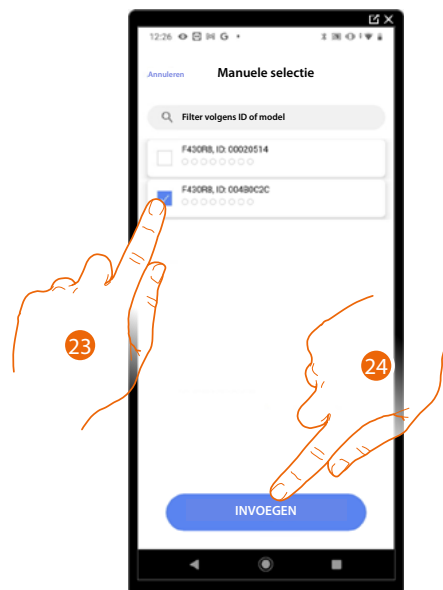 12:26
Annuleren
Manuele selectie
Filter volgens ID of model
F430R8, ID: 00020514
F430R8, ID: 004B0C2C
23
24
INVOEGEN